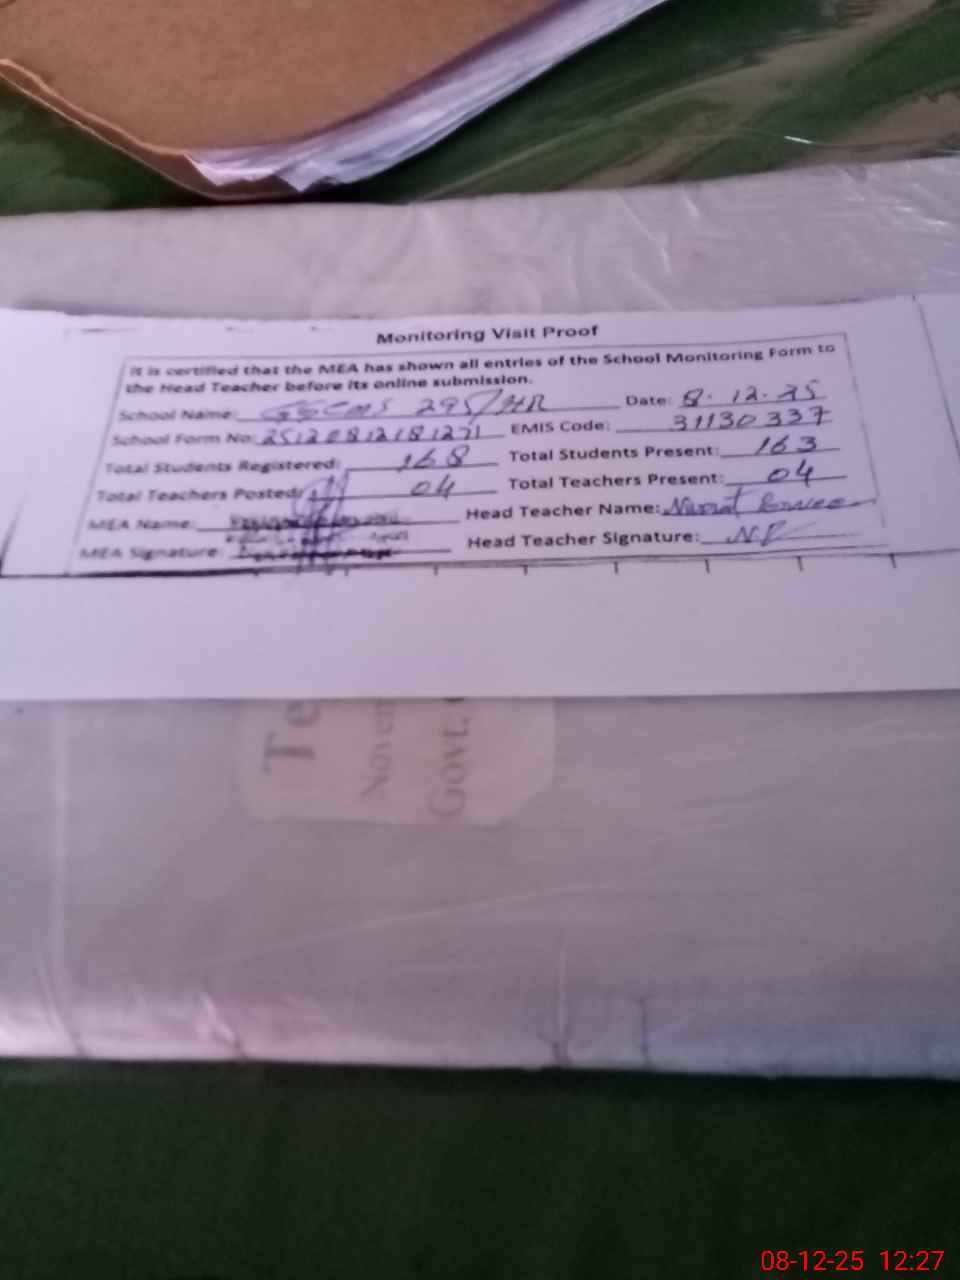 Monitoring Visit Proof
It is certified that the MEA has shown all entries of the School Monitoring Form to
the Head Teacher before its online submission.
School Name: 295/HR Date: 8.12.25
School Form No: EMIS Code: 31130337
Total Students Registered: 168 Total Students Present: 163
Total Teachers Posted: 04 Total Teachers Present: 04
MEA Name: Head Teacher Name:
MEA Signature: Head Teacher Signature:
Te
Novem
Govt.
08-12-25 12:27